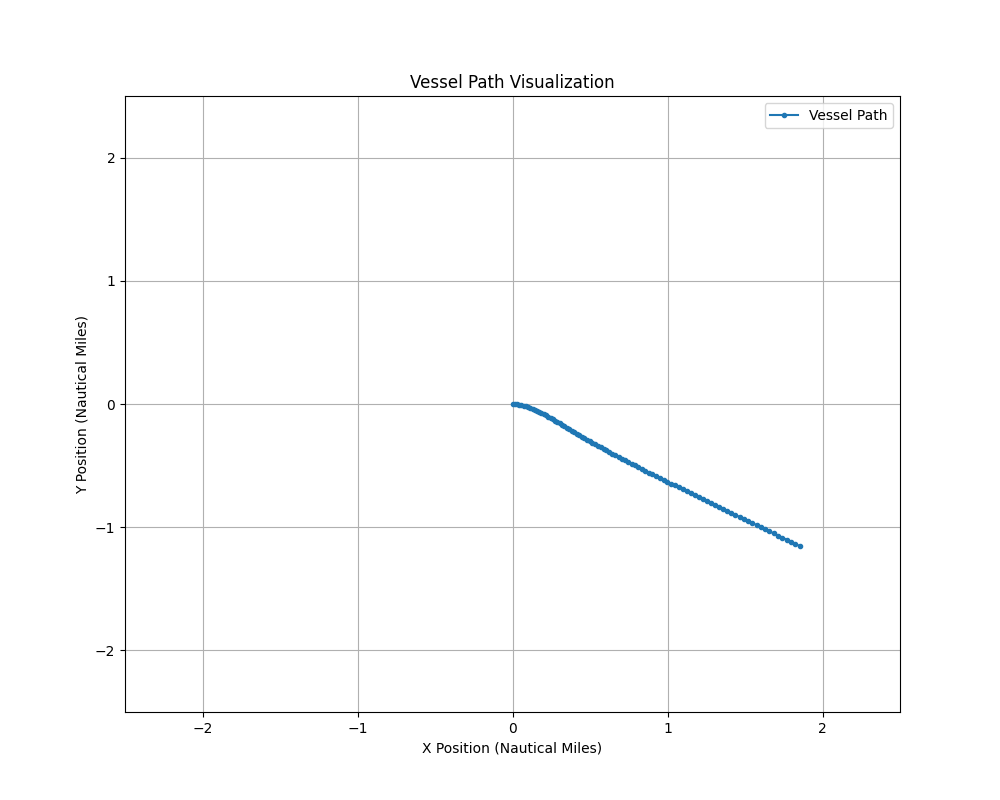 Vessel Path Visualization
Vessel Path
2
1
0
−1
−2
Y Position (Nautical Miles)
−2
−1
0
1
2
X Position (Nautical Miles)